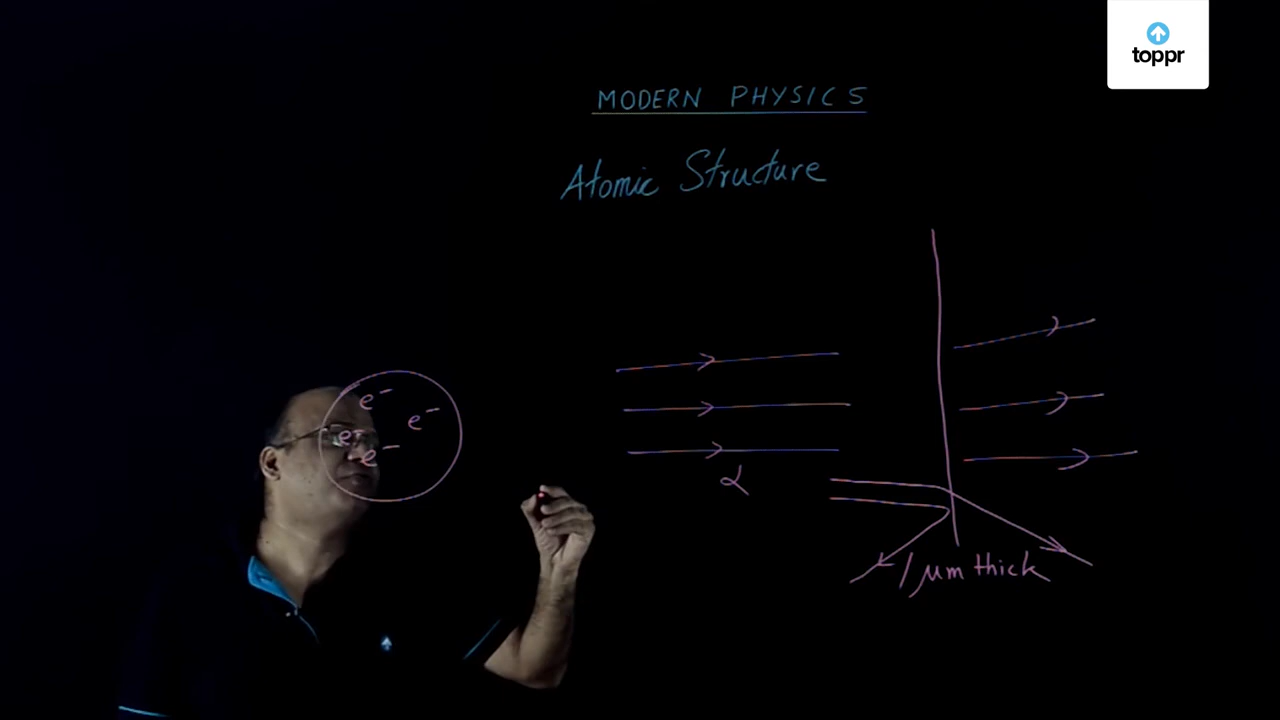 toppr
MODERN PHYSICS
Atomic Structure
e⁻
e⁻
e⁻
e⁻
α
1 μm thick